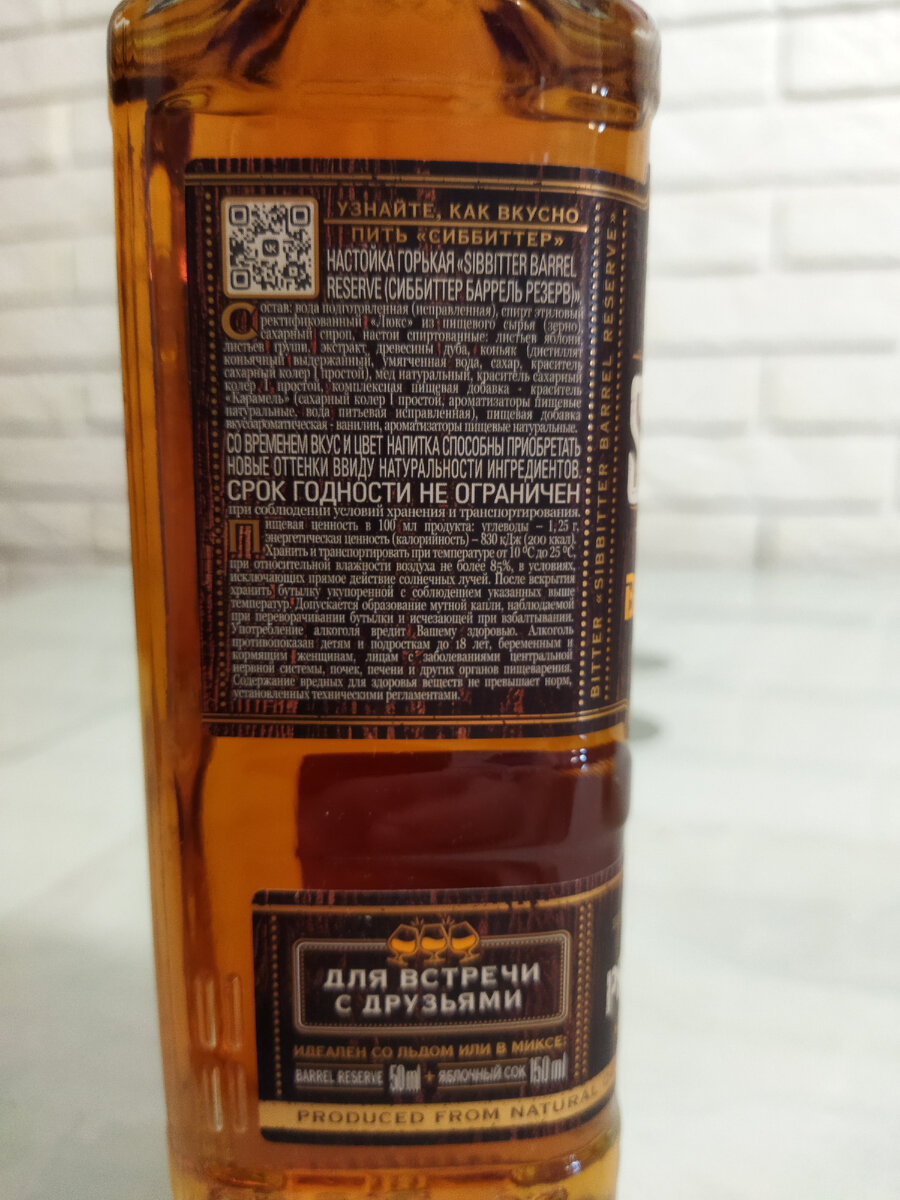 УЗНАЙТЕ, КАК ВКУСНО
ПИТЬ «СИББИТТЕР»
НАСТОЙКА ГОРЬКАЯ «SIBBITTER BARREL
RESERVE (СИББИТТЕР БАРРЕЛЬ РЕЗЕРВ)»
Состав: вода подготовленная (исправленная), спирт этиловый
ректификованный «Люкс» из пищевого сырья (зерно),
сахарный сироп, настои спиртованные: листьев яблони,
листьев груши, экстракт древесины дуба, коньяк (дистиллят
коньячный выдержанный, умягченная вода, сахар, краситель
сахарный колер I простой), мёд натуральный, краситель сахарный
колер I простой, комплексная пищевая добавка - краситель
«Карамель» (сахарный колер I простой, ароматизаторы пищевые
натуральные, вода питьевая исправленная), пищевая добавка
вкусоароматическая - ванилин, ароматизаторы пищевые натуральные.
СО ВРЕМЕНЕМ ВКУС И ЦВЕТ НАПИТКА СПОСОБНЫ ПРИОБРЕТАТЬ
НОВЫЕ ОТТЕНКИ ВВИДУ НАТУРАЛЬНОСТИ ИНГРЕДИЕНТОВ.
СРОК ГОДНОСТИ НЕ ОГРАНИЧЕН
при соблюдении условий хранения и транспортирования.
Пищевая ценность в 100 мл продукта: углеводы – 1,25 г,
энергетическая ценность (калорийность) – 830 кДж (200 ккал).
Хранить и транспортировать при температуре от 10 °С до 25 °С,
при относительной влажности воздуха не более 85%, в условиях,
исключающих прямое действие солнечных лучей. После вскрытия
хранить бутылку укупоренной с соблюдением указанных выше
температур. Допускается образование мутной капли, наблюдаемой
при переворачивании бутылки и исчезающей при взбалтывании.
Употребление алкоголя вредит Вашему здоровью. Алкоголь
противопоказан детям и подросткам до 18 лет, беременным и
кормящим женщинам, лицам с заболеваниями центральной
нервной системы, почек, печени и других органов пищеварения.
Содержание вредных для здоровья веществ не превышает норм,
установленных техническими регламентами.
BITTER «SIBBITTER BARREL RESERVE»
ДЛЯ ВСТРЕЧИ
С ДРУЗЬЯМИ
ИДЕАЛЕН СО ЛЬДОМ ИЛИ В МИКСЕ:
BARREL RESERVE 50 ml + ЯБЛОЧНЫЙ СОК 150 ml
PRODUCED FROM NATURAL